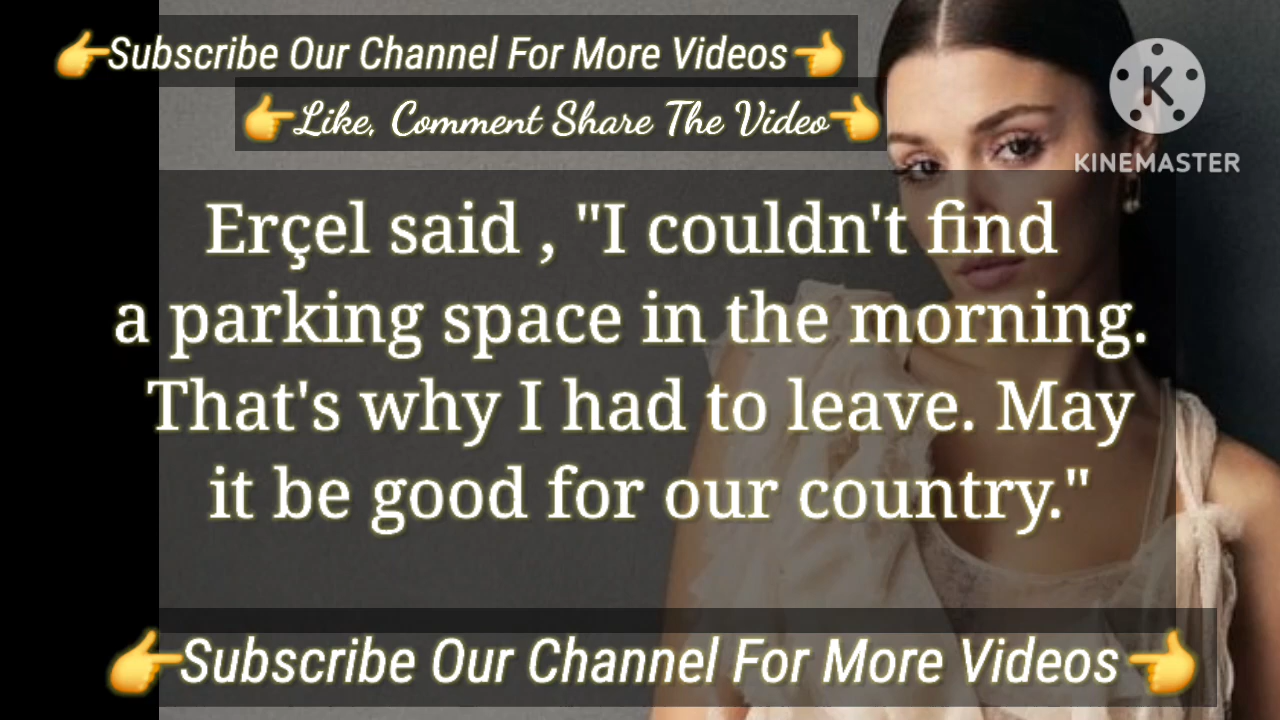 👉Subscribe Our Channel For More Videos👈
👉Like, Comment Share The Video👈
KINEMASTER
Erçel said , "I couldn't find
a parking space in the morning.
That's why I had to leave. May
it be good for our country."
👉Subscribe Our Channel For More Videos👈